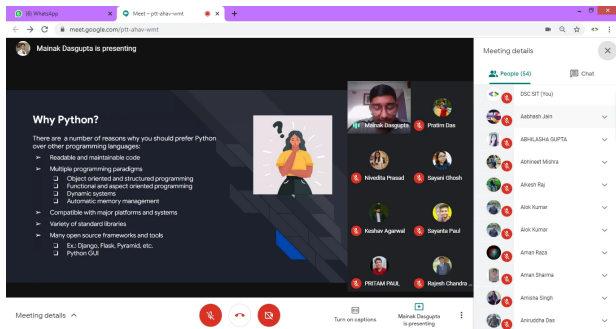 (6) WhatsApp
Meet – ptt-ahav-wmt
meet.google.com/ptt-ahav-wmt
Mainak Dasgupta is presenting
Why Python?
There are a number of reasons why you should prefer Python
over other programming languages:
➢ Readable and maintainable code
➢ Multiple programming paradigms
❑ Object oriented and structured programming
❑ Functional and aspect oriented programming
❑ Dynamic systems
❑ Automatic memory management
➢ Compatible with major platforms and systems
➢ Variety of standard libraries
➢ Many open source frameworks and tools
❑ Ex.: Django, Flask, Pyramid, etc.
❑ Python GUI
?
Mainak Dasgupta
Pratim Das
Nivedita Prasad
Sayani Ghosh
Keshav Agarwal
Sayanta Paul
PRITAM PAUL
Rajesh Chandra ...
Meeting details
People (54)
Chat
DSC SIT (You)
Aabhash Jain
ABHILASHA GUPTA
Abhineet Mishra
Alkesh Raj
Alok Kumar
Alok Kumar
Aman Raza
Aman Sharma
Amisha Singh
Aniruddha Das
Meeting details
Turn on captions
Mainak Dasgupta
is presenting